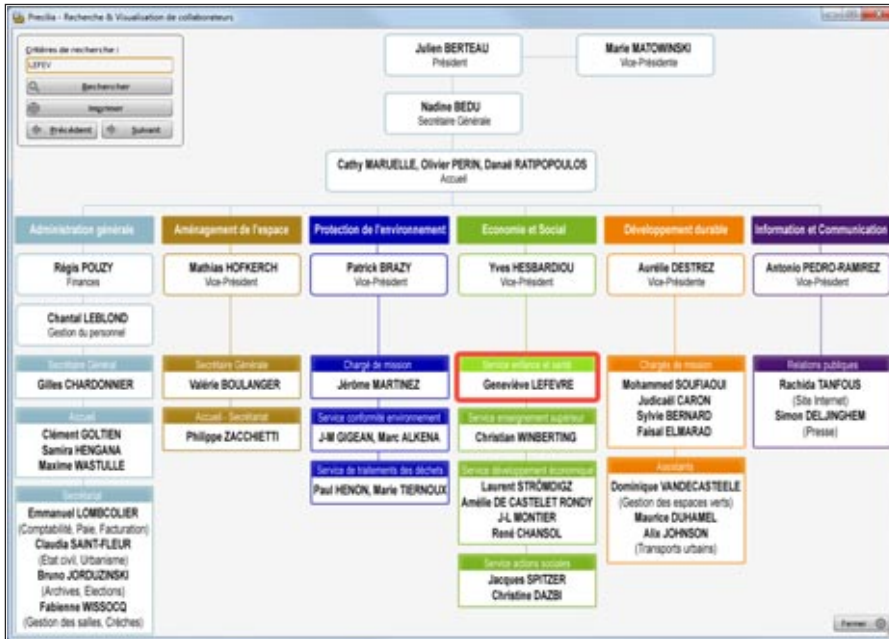 Precilia - Recherche & Visualisation de collaborateurs
Critères de recherche :
LEFEV
Rechercher
Imprimer
Précédent
Suivant
Julien BERTEAU
Président
Marie MATOWINSKI
Vice-Présidente
Nadine BEDU
Secrétaire Générale
Cathy MARUELLE, Olivier PERIN, Danaé RATIPOPOULOS
Accueil
Administration générale
Régis POUZY
Finances
Chantal LEBLOND
Gestion du personnel
Secrétaire Général
Gilles CHARDONNIER
Accueil
Clément GOLTIEN
Samira HENGANA
Maxime WASTULLE
Secrétariat
Emmanuel LOMBCOLIER
(Comptabilité, Paie, Facturation)
Claudia SAINT-FLEUR
(Etat civil, Urbanisme)
Bruno JORDUZINSKI
(Archives, Elections)
Fabienne WISSOCQ
(Gestion des salles, Crèches)
Aménagement de l'espace
Mathias HOFKERCH
Vice-Président
Secrétaire Générale
Valérie BOULANGER
Accueil - Secrétariat
Philippe ZACCHIETTI
Protection de l'environnement
Patrick BRAZY
Vice-Président
Chargé de mission
Jérôme MARTINEZ
Service conformité environnement
J-M GIGEAN, Marc ALKENA
Service de traitements des déchets
Paul HENON, Marie TIERNOUX
Economie et Social
Yves HESBARDIOU
Vice-Président
Service enfance et santé
Geneviève LEFEVRE
Service enseignement supérieur
Christian WINBERTING
Service développement économique
Laurent STRÖMDIGZ
Amélie DE CASTELET RONDY
J-L MONTIER
René CHANSOL
Service actions sociales
Jacques SPITZER
Christine DAZBI
Développement durable
Aurélie DESTREZ
Vice-Présidente
Chargés de mission
Mohammed SOUFIAOUI
Judicaël CARON
Sylvie BERNARD
Faisal ELMARAD
Assistants
Dominique VANDECASTEELE
(Gestion des espaces verts)
Maurice DUHAMEL
Alix JOHNSON
(Transports urbains)
Information et Communication
Antonio PEDRO-RAMIREZ
Vice-Président
Relations publiques
Rachida TANFOUS
(Site Internet)
Simon DELJINGHEM
(Presse)
Fermer